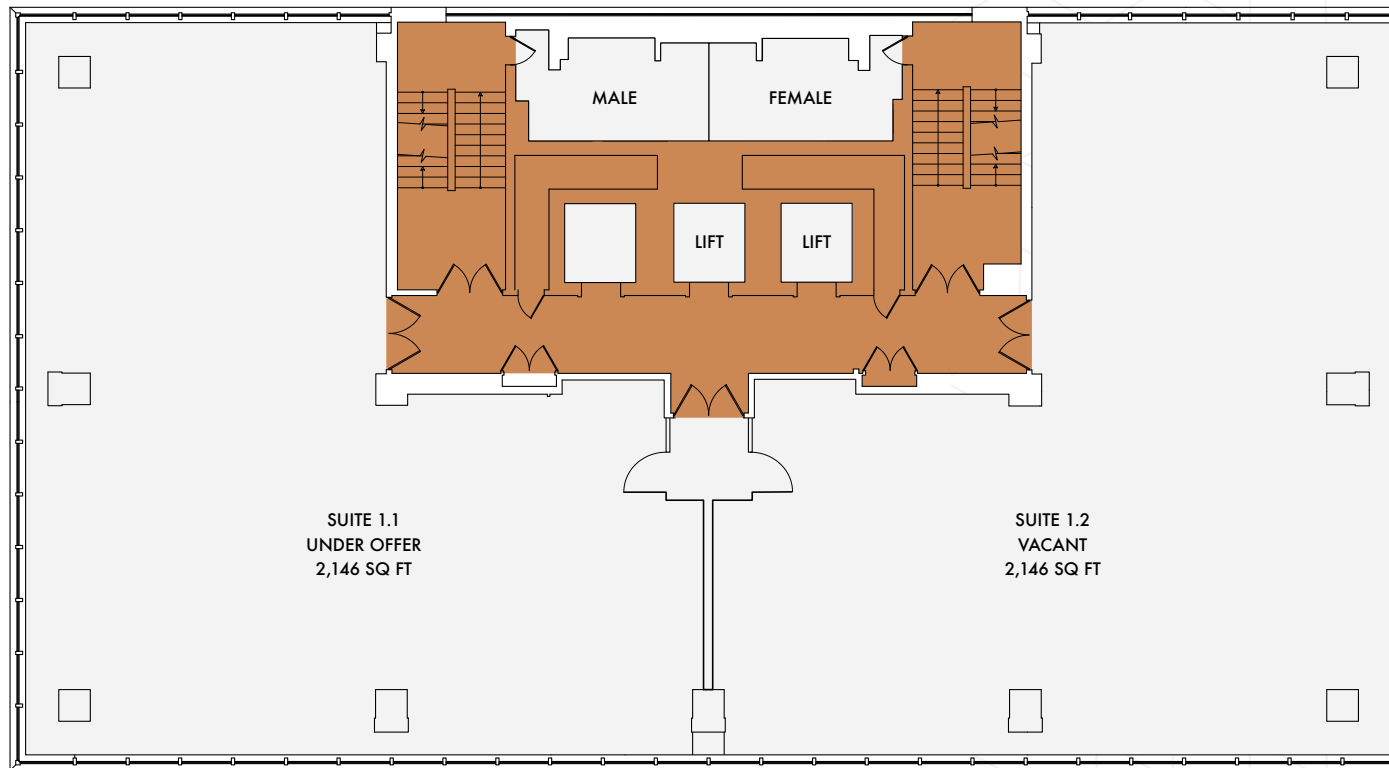 MALE
FEMALE
LIFT
LIFT
SUITE 1.1
UNDER OFFER
2,146 SQ FT
SUITE 1.2
VACANT
2,146 SQ FT